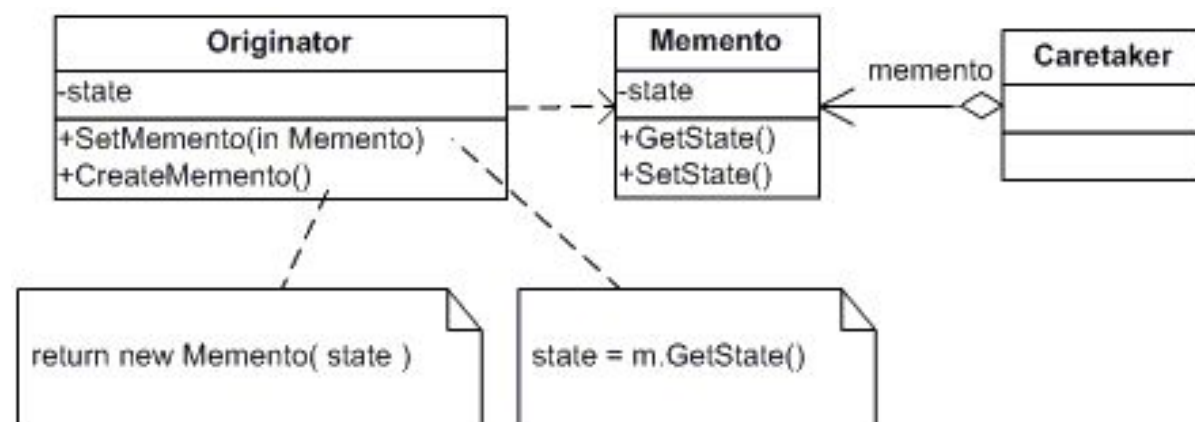 Originator
-state
+SetMemento(in Memento)
+CreateMemento()
Memento
-state
+GetState()
+SetState()
memento
Caretaker
return new Memento( state )
state = m.GetState()